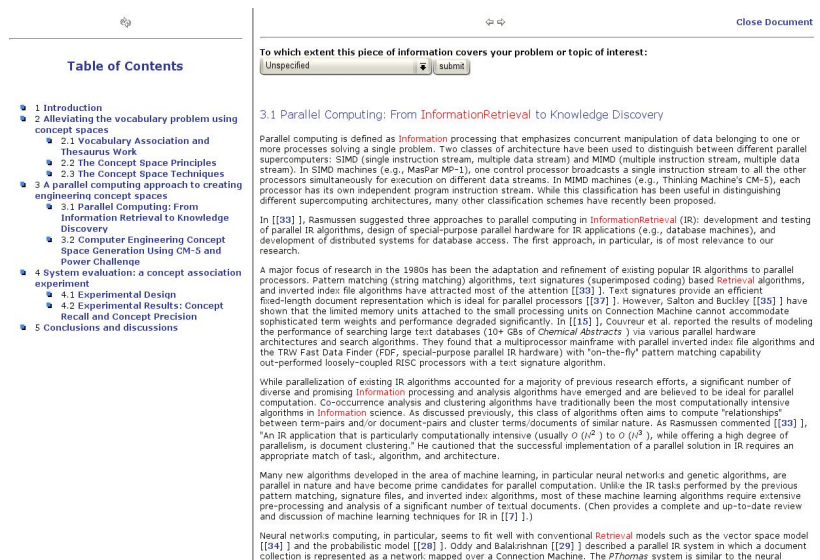 Close Document
Table of Contents
1 Introduction
2 Alleviating the vocabulary problem using
concept spaces
2.1 Vocabulary Association and
Thesaurus Work
2.2 The Concept Space Principles
2.3 The Concept Space Techniques
3 A parallel computing approach to creating
engineering concept spaces
3.1 Parallel Computing: From
Information Retrieval to Knowledge
Discovery
3.2 Computer Engineering Concept
Space Generation Using CM-5 and
Power Challenge
4 System evaluation: a concept association
experiment
4.1 Experimental Design
4.2 Experimental Results: Concept
Recall and Concept Precision
5 Conclusions and discussions
To which extent this piece of information covers your problem or topic of interest:
Unspecified submit
3.1 Parallel Computing: From InformationRetrieval to Knowledge Discovery
Parallel computing is defined as Information processing that emphasizes concurrent manipulation of data belonging to one or
more processes solving a single problem. Two classes of architecture have been used to distinguish between different parallel
supercomputers: SIMD (single instruction stream, multiple data stream) and MIMD (multiple instruction stream, multiple data
stream). In SIMD machines (e.g., MasPar MP-1), one control processor broadcasts a single instruction stream to all the other
processors simultaneously for execution on different data streams. In MIMD machines (e.g., Thinking Machine's CM-5), each
processor has its own independent program instruction stream. While this classification has been useful in distinguishing
different supercomputing architectures, many other classification schemes have recently been proposed.
In [[33] ], Rasmussen suggested three approaches to parallel computing in InformationRetrieval (IR): development and testing
of parallel IR algorithms, design of special-purpose parallel hardware for IR applications (e.g., database machines), and
development of distributed systems for database access. The first approach, in particular, is of most relevance to our
research.
A major focus of research in the 1980s has been the adaptation and refinement of existing popular IR algorithms to parallel
processors. Pattern matching (string matching) algorithms, text signatures (superimposed coding) based Retrieval algorithms,
and inverted index file algorithms have attracted most of the attention [[33] ]. Text signatures provide an efficient
fixed-length document representation which is ideal for parallel processors [[37] ]. However, Salton and Buckley [[35] ] have
shown that the limited memory units attached to the small processing units on Connection Machine cannot accommodate
sophisticated term weights and performance degraded significantly. In [[15] ], Couvreur et al. reported the results of modeling
the performance of searching large text databases (10+ GBs of Chemical Abstracts ) via various parallel hardware
architectures and search algorithms. They found that a multiprocessor mainframe with parallel inverted index file algorithms and
the TRW Fast Data Finder (FDF, special-purpose parallel IR hardware) with "on-the-fly" pattern matching capability
out-performed loosely-coupled RISC processors with a text signature algorithm.
While parallelization of existing IR algorithms accounted for a majority of previous research efforts, a significant number of
diverse and promising Information processing and analysis algorithms have emerged and are believed to be ideal for parallel
computation. Co-occurrence analysis and clustering algorithms have traditionally been the most computationally intensive
algorithms in Information science. As discussed previously, this class of algorithms often aims to compute "relationships"
between term-pairs and/or document-pairs and cluster terms/documents of similar nature. As Rasmussen commented [[33] ],
"An IR application that is particularly computationally intensive (usually O (N² ) to O (N³ ), while offering a high degree of
parallelism, is document clustering." He cautioned that the successful implementation of a parallel solution in IR requires an
appropriate match of task, algorithm, and architecture.
Many new algorithms developed in the area of machine learning, in particular neural networks and genetic algorithms, are
parallel in nature and have become prime candidates for parallel computation. Unlike the IR tasks performed by the previous
pattern matching, signature files, and inverted index algorithms, most of these machine learning algorithms require extensive
pre-processing and analysis of a significant number of textual documents. (Chen provides a complete and up-to-date review
and discussion of machine learning techniques for IR in [[7] ].)
Neural networks computing, in particular, seems to fit well with conventional Retrieval models such as the vector space model
[[34] ] and the probabilistic model [[28] ]. Oddy and Balakrishnan [[29] ] described a parallel IR system in which a document
collection is represented as a network mapped over a Connection Machine. The PThomas system is similar to the neural